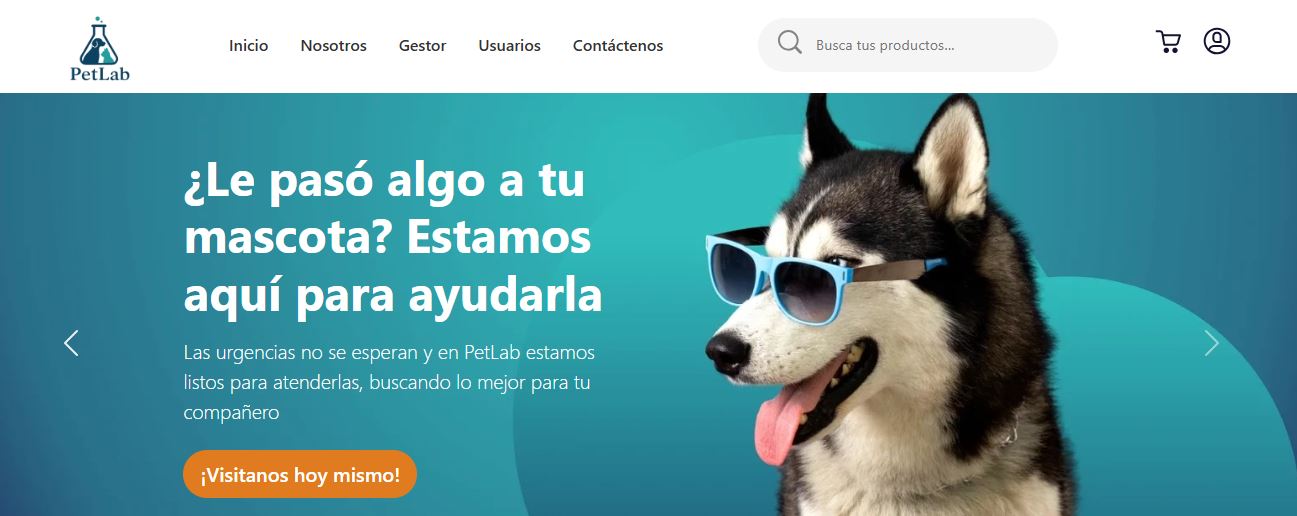 PetLab
Inicio
Nosotros
Gestor
Usuarios
Contáctenos
Busca tus productos...
¿Le pasó algo a tu
mascota? Estamos
aquí para ayudarla
Las urgencias no se esperan y en PetLab estamos
listos para atenderlas, buscando lo mejor para tu
compañero
¡Visitanos hoy mismo!